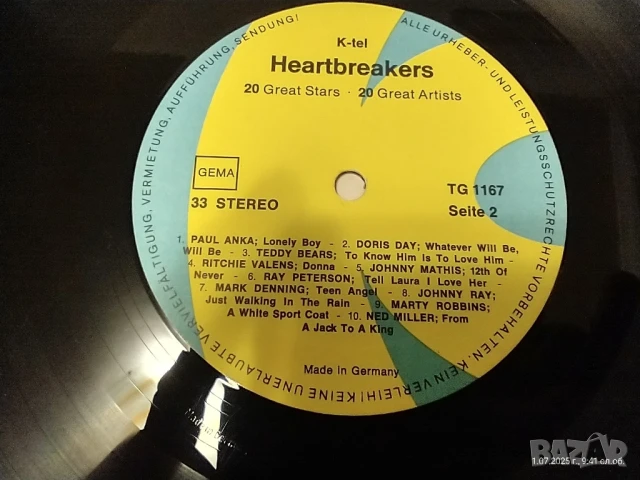 ALLE URHEBER- UND LEISTUNGSSCHUTZRECHTE VORBEHALTEN. KEIN VERLEIH! KEINE UNERLAUBTE VERVIELFÄLTIGUNG, VERMIETUNG, AUFFÜHRUNG, SENDUNG!
K-tel
Heartbreakers
20 Great Stars · 20 Great Artists
GEMA
33 STEREO
TG 1167
Seite 2
1. PAUL ANKA; Lonely Boy - 2. DORIS DAY; Whatever Will Be,
Will Be - 3. TEDDY BEARS; To Know Him Is To Love Him -
4. RITCHIE VALENS; Donna - 5. JOHNNY MATHIS; 12th Of
Never - 6. RAY PETERSON; Tell Laura I Love Her -
7. MARK DENNING; Teen Angel - 8. JOHNNY RAY;
Just Walking In The Rain - 9. MARTY ROBBINS;
A White Sport Coat - 10. NED MILLER; From
A Jack To A King
Made in Germany
BAZAR
1.07.2025 г., 9:41 сл.об.